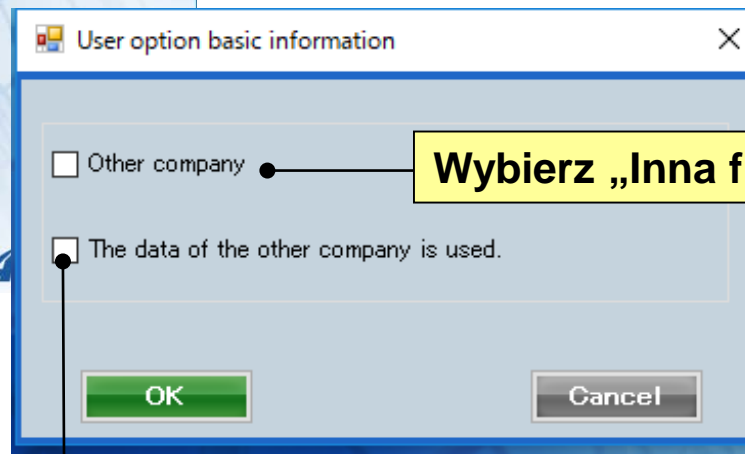 User option basic information
Other company
Wybierz „Inna f
The data of the other company is used.
OK
Cancel